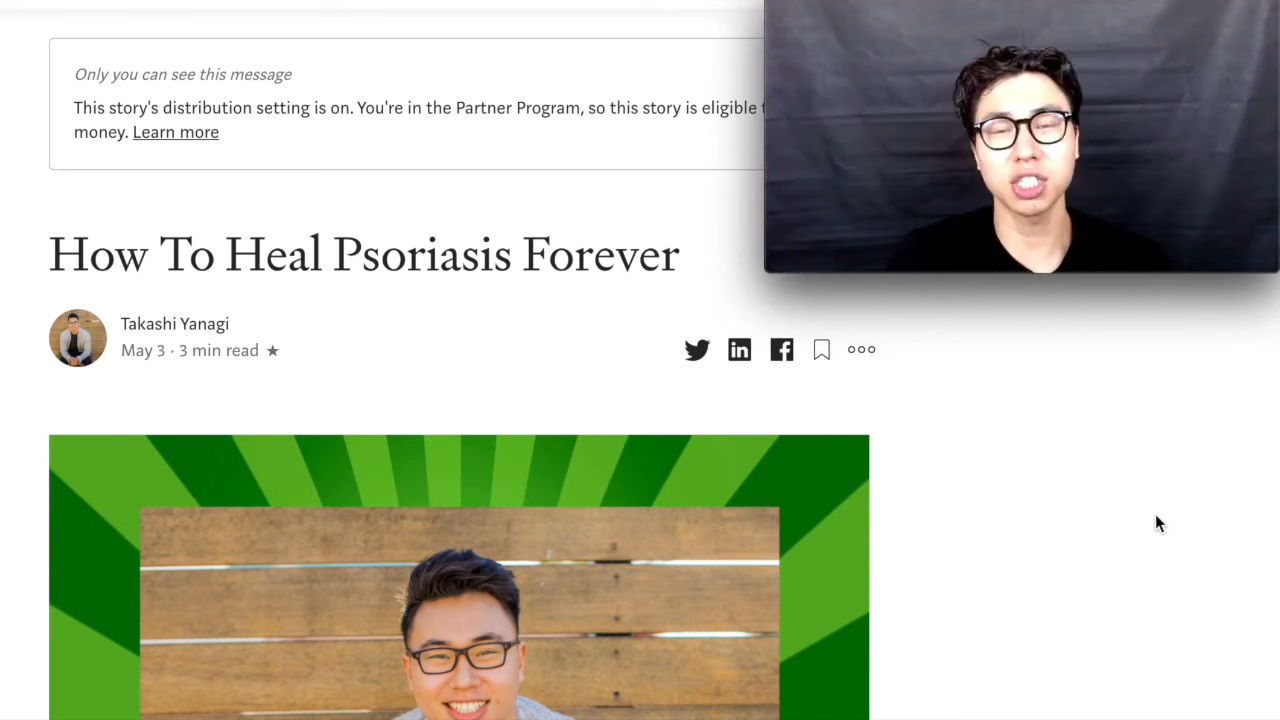 Only you can see this message
This story's distribution setting is on. You're in the Partner Program, so this story is eligible
money. Learn more
How To Heal Psoriasis Forever
Takashi Yanagi
May 3 · 3 min read ★